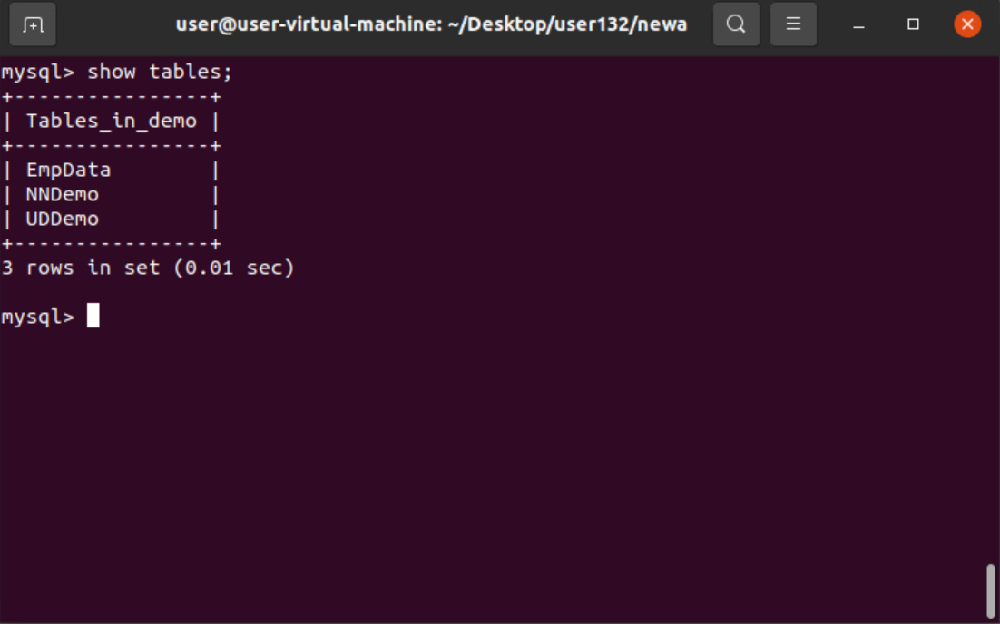 user@user-virtual-machine: ~/Desktop/user132/newa
mysql> show tables;
+----------------+
| Tables_in_demo |
+----------------+
| EmpData        |
| NNDemo         |
| UDDemo         |
+----------------+
3 rows in set (0.01 sec)
mysql>